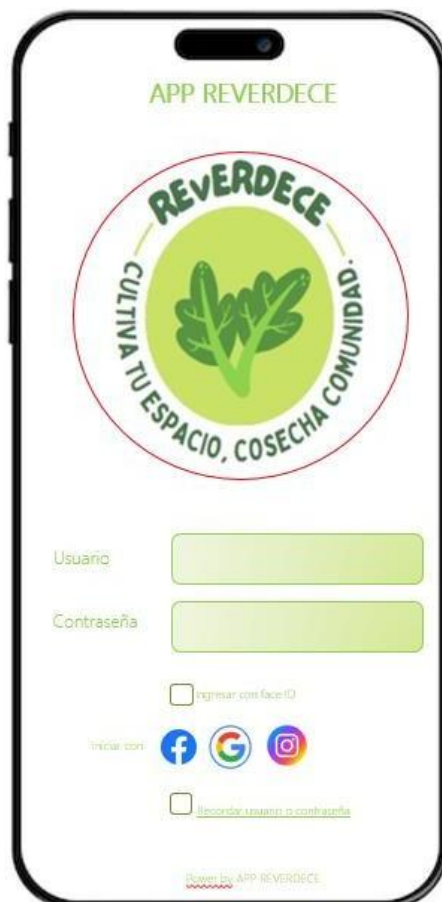 APP REVERDECE
REVERDECE
CULTIVA TU ESPACIO, COSECHA COMUNIDAD.
Usuario
Contraseña
Ingresar con face ID
Iniciar con
Recordar usuario o contraseña
Power by APP REVERDECE